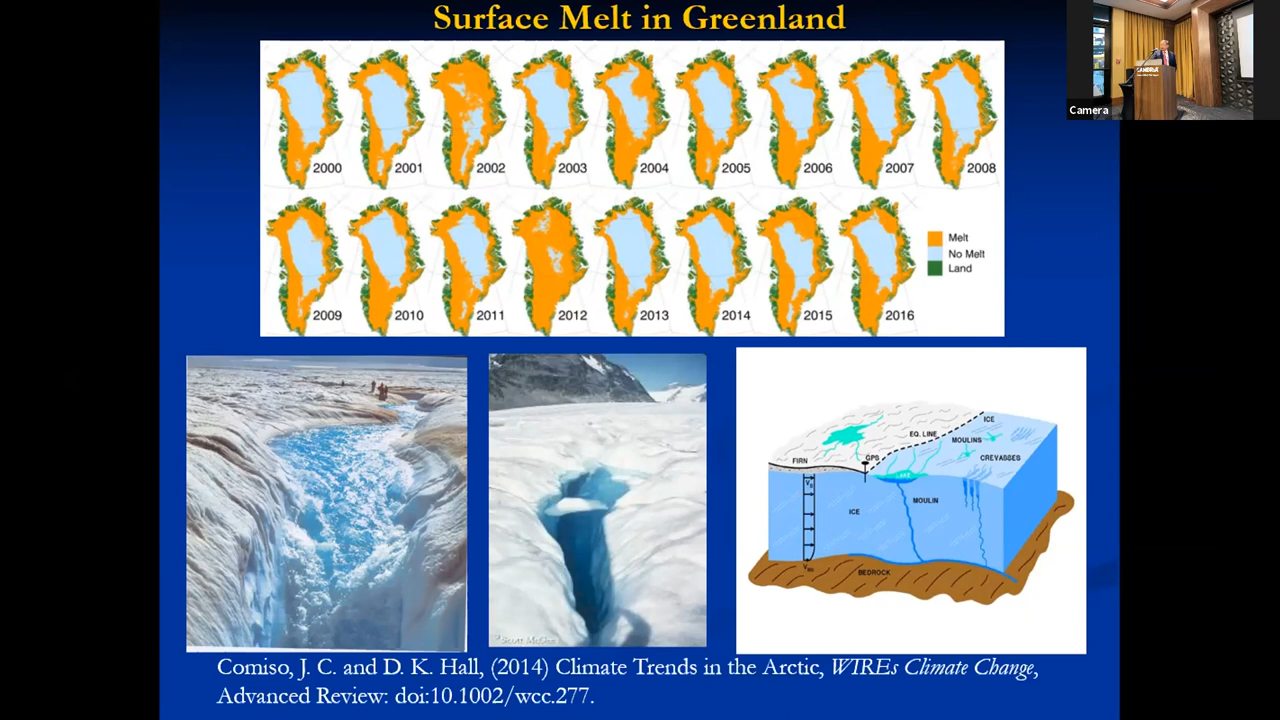 Surface Melt in Greenland
Camera
2000 2001 2002 2003 2004 2005 2006 2007 2008
2009 2010 2011 2012 2013 2014 2015 2016
Melt
No Melt
Land
ICE
EQ. LINE
MOULINS
FIRN
GPS
CREVASSES
LAKE
MOULIN
ICE
BEDROCK
Comiso, J. C. and D. K. Hall, (2014) Climate Trends in the Arctic, WIREs Climate Change,
Advanced Review: doi:10.1002/wcc.277.